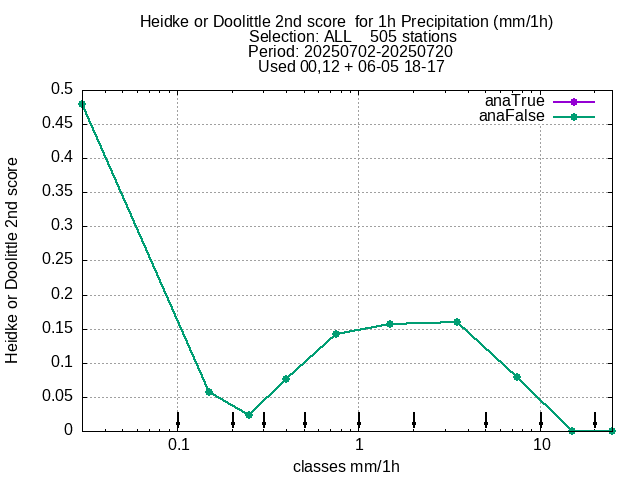 Heidke or Doolittle 2nd score  for 1h Precipitation (mm/1h)
Selection: ALL    505 stations
Period: 20250702-20250720
Used 00,12 + 06-05 18-17
anaTrue
anaFalse
0.5
0.45
0.4
0.35
0.3
0.25
0.2
0.15
0.1
0.05
0
Heidke or Doolittle 2nd score
0.1 1 10
classes mm/1h